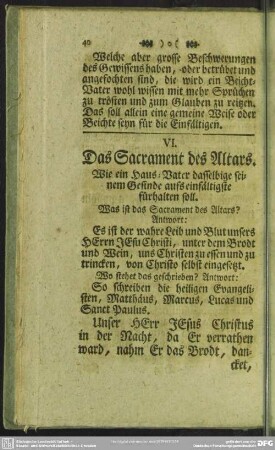 40 )o(
Welche aber grosse Beschwerungen
des Gewissens haben, oder betrübet und
angefochten sind, die wird ein Beicht-
Vater wohl wissen mit mehr Sprüchen
zu trösten und zum Glauben zu reitzen.
Das soll allein eine gemeine Weise oder
Beichte seyn für die Einfältigen.
VI.
Das Sacrament des Altars.
Wie ein Haus-Vater dasselbige sei-
nem Gesinde aufs einfältigste
fürhalten soll.
Was ist das Sacrament des Altars?
Antwort:
Es ist der wahre Leib und Blut unsers
HErrn JEsu Christi, unter dem Brodt
und Wein, uns Christen zu essen und zu
trincken, von Christo selbst eingesetzt.
Wo stehet das geschrieben? Antwort:
So schreiben die heiligen Evangeli-
sten, Matthäus, Marcus, Lucas und
Sanct Paulus.
Unser HErr JEsus Christus
in der Nacht, da Er verrathen
ward, nahm Er das Brodt, dan-
cket,